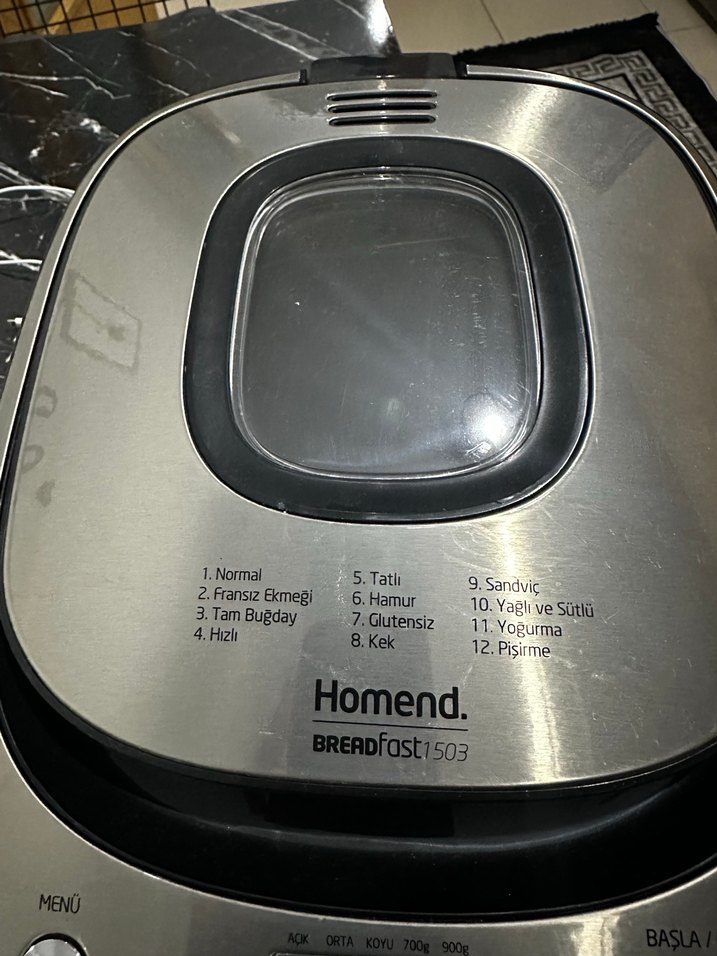 1. Normal
2. Fransız Ekmeği
3. Tam Buğday
4. Hızlı
5. Tatlı
6. Hamur
7. Glutensiz
8. Kek
9. Sandviç
10. Yağlı ve Sütlü
11. Yoğurma
12. Pişirme
Homend.
BREADfast1503
MENÜ
AÇIK ORTA KOYU 700g 900g
BAŞLA /